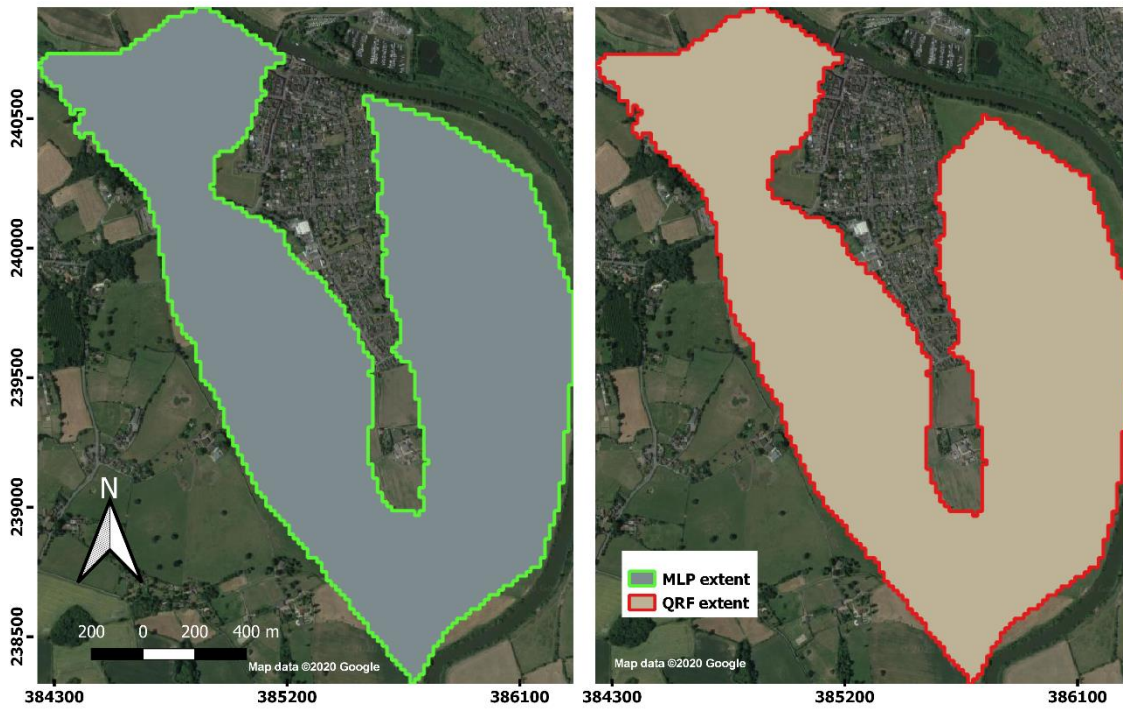 240500
240000
239500
239000
238500
N
200 0 200 400 m
Map data ©2020 Google
384300 385200 386100
MLP extent
QRF extent
Map data ©2020 Google
384300 385200 386100